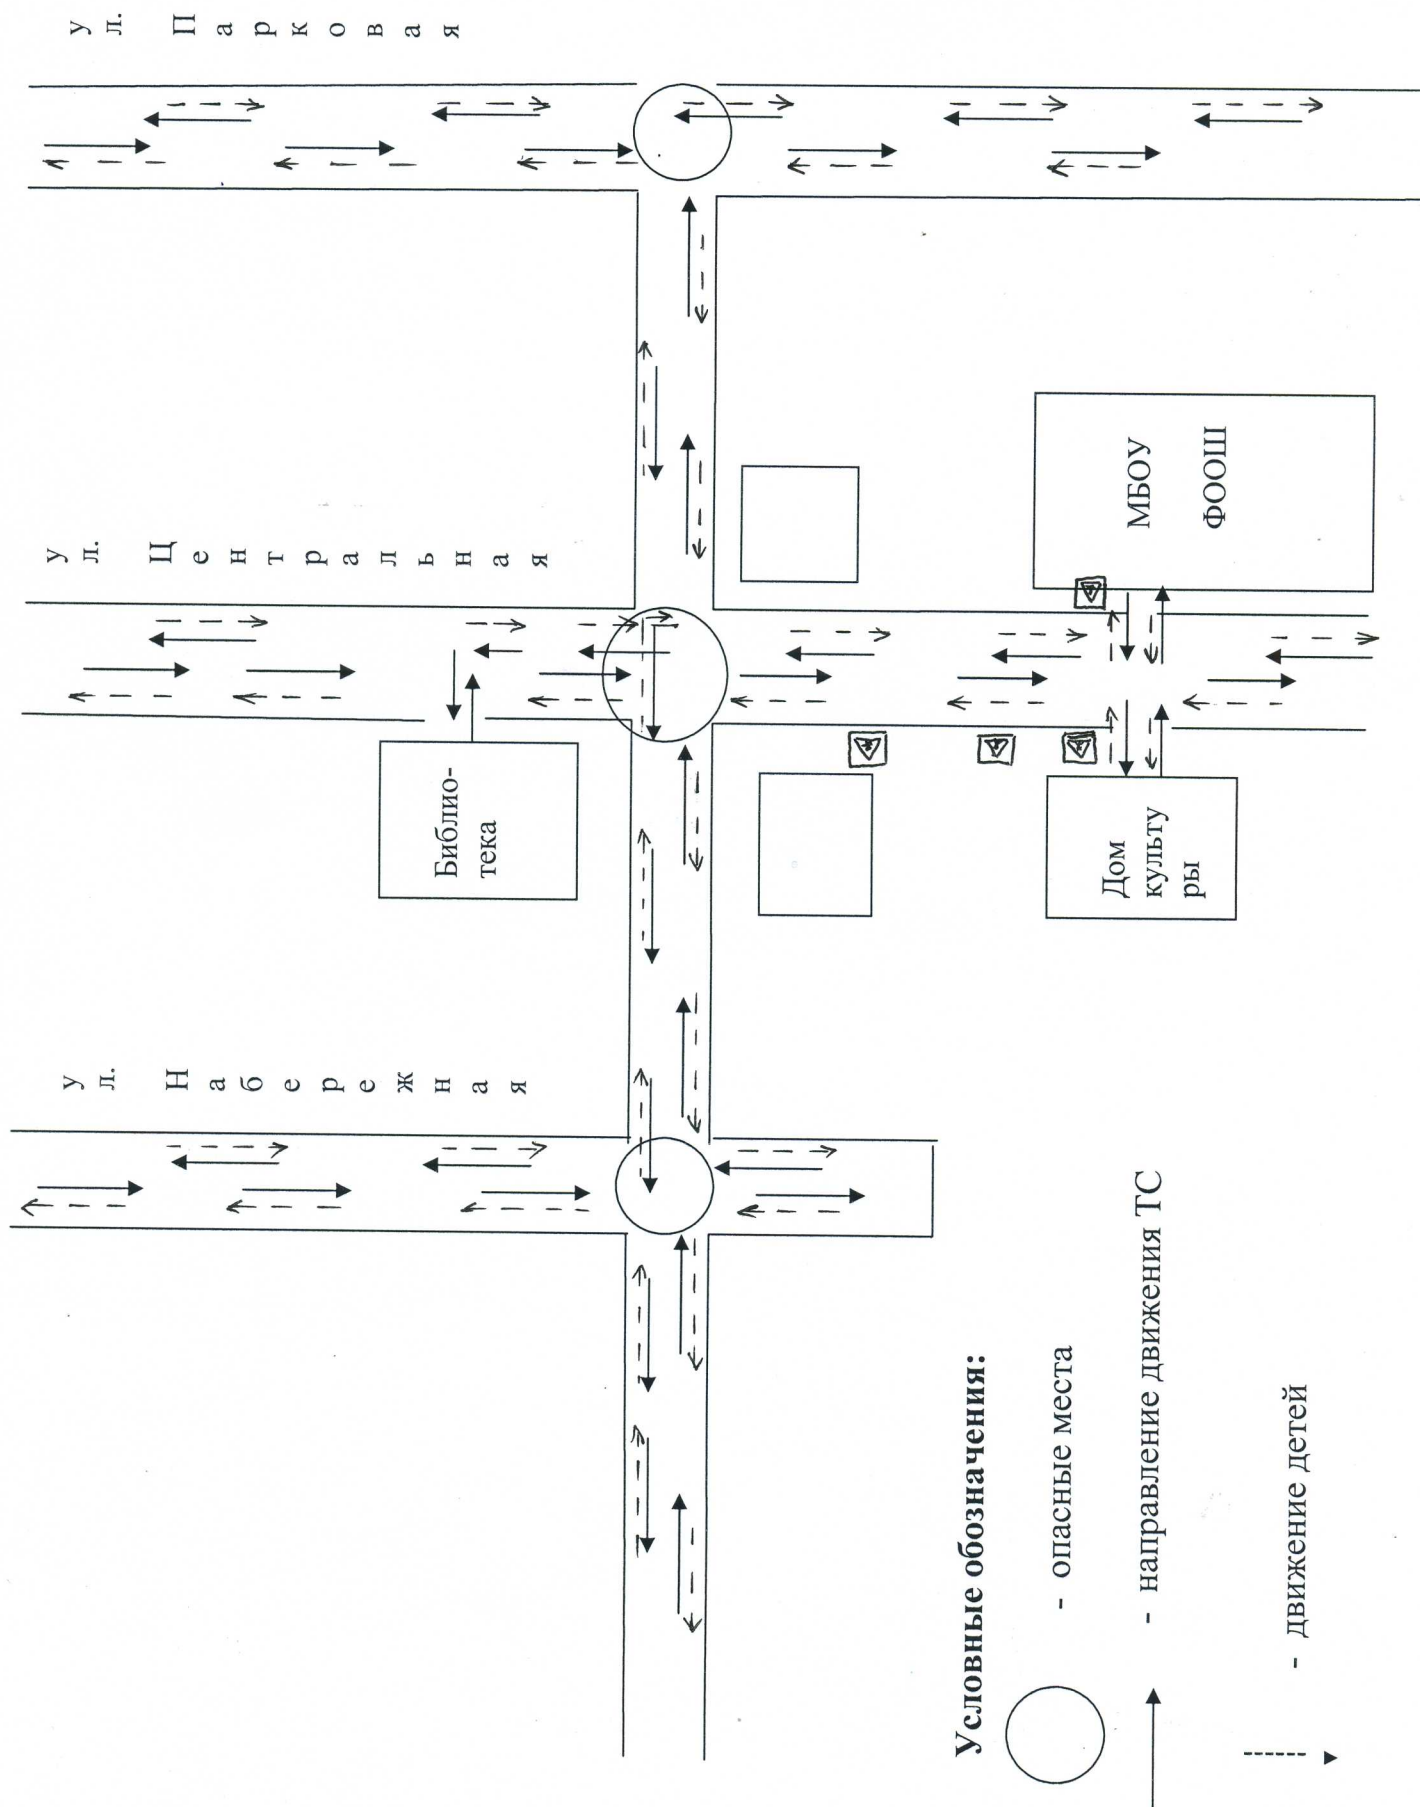 ул. Парковая
ул. Центральная
ул. Набережная
Библио-
тека
МБОУ
ФООШ
Дом
культу
ры
Условные обозначения:
- опасные места
- направление движения ТС
- движение детей